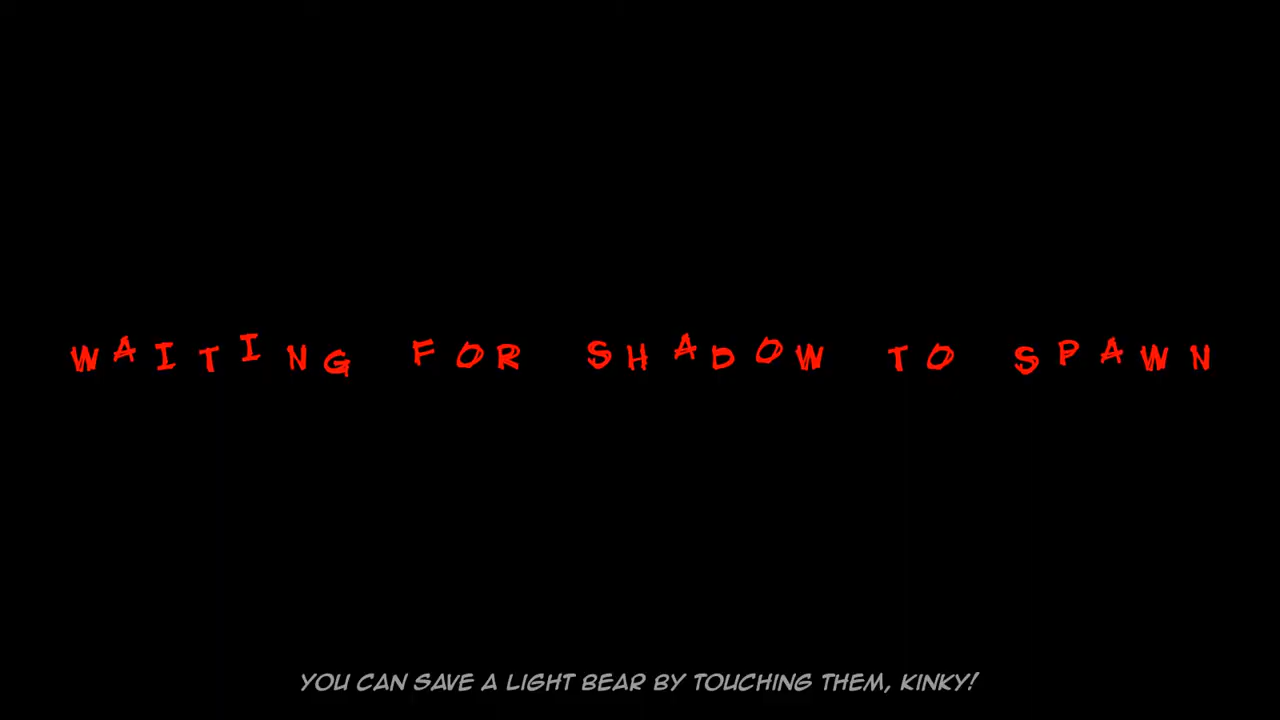 WAITING FOR SHADOW TO SPAWN
YOU CAN SAVE A LIGHT BEAR BY TOUCHING THEM, KINKY!